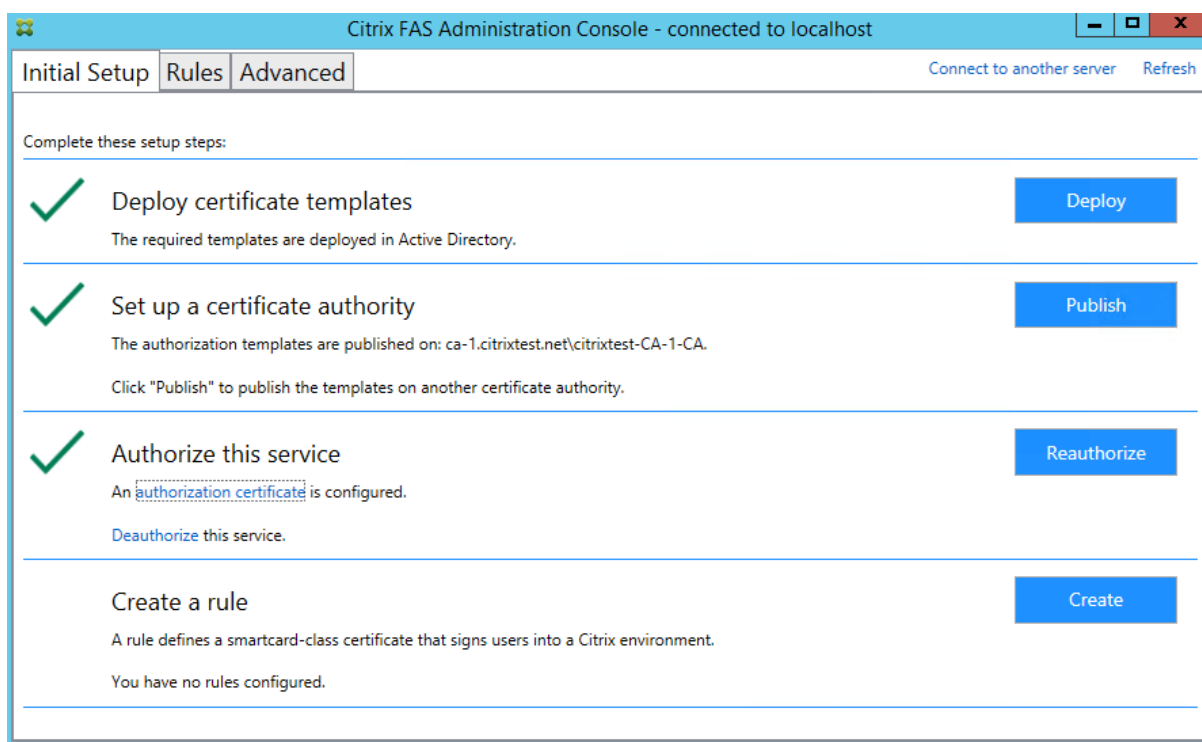 Citrix FAS Administration Console - connected to localhost
Initial Setup Rules Advanced Connect to another server Refresh
Complete these setup steps:
Deploy certificate templates Deploy
The required templates are deployed in Active Directory.
Set up a certificate authority Publish
The authorization templates are published on: ca-1.citrixtest.net\citrixtest-CA-1-CA.
Click "Publish" to publish the templates on another certificate authority.
Authorize this service Reauthorize
An authorization certificate is configured.
Deauthorize this service.
Create a rule Create
A rule defines a smartcard-class certificate that signs users into a Citrix environment.
You have no rules configured.